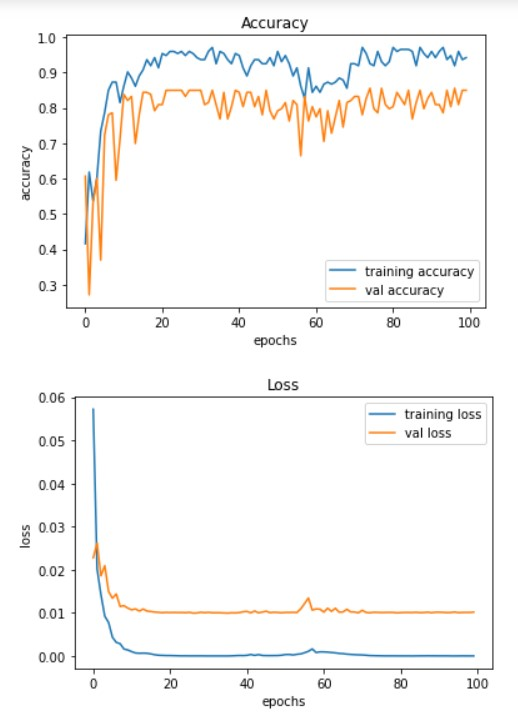 Accuracy
1.0
0.9
0.8
0.7
0.6
0.5
0.4
0.3
accuracy
training accuracy
val accuracy
0 20 40 60 80 100
epochs
Loss
0.06
0.05
0.04
0.03
0.02
0.01
0.00
loss
training loss
val loss
0 20 40 60 80 100
epochs